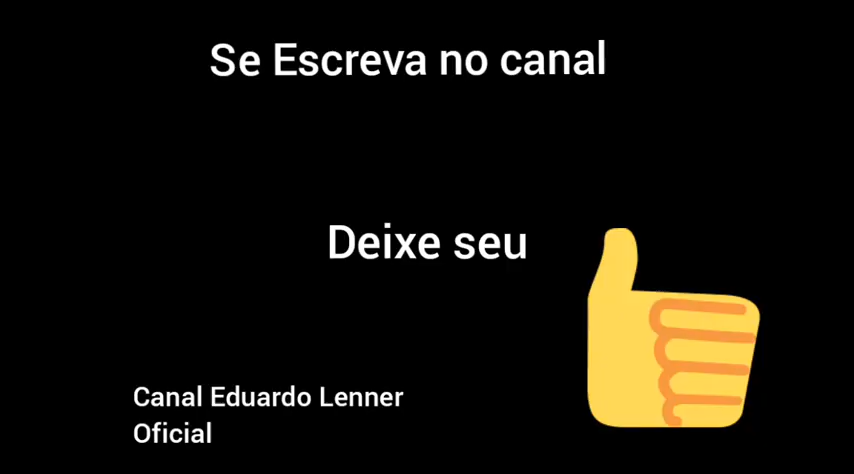 Se Escreva no canal
Deixe seu
Canal Eduardo Lenner
Oficial